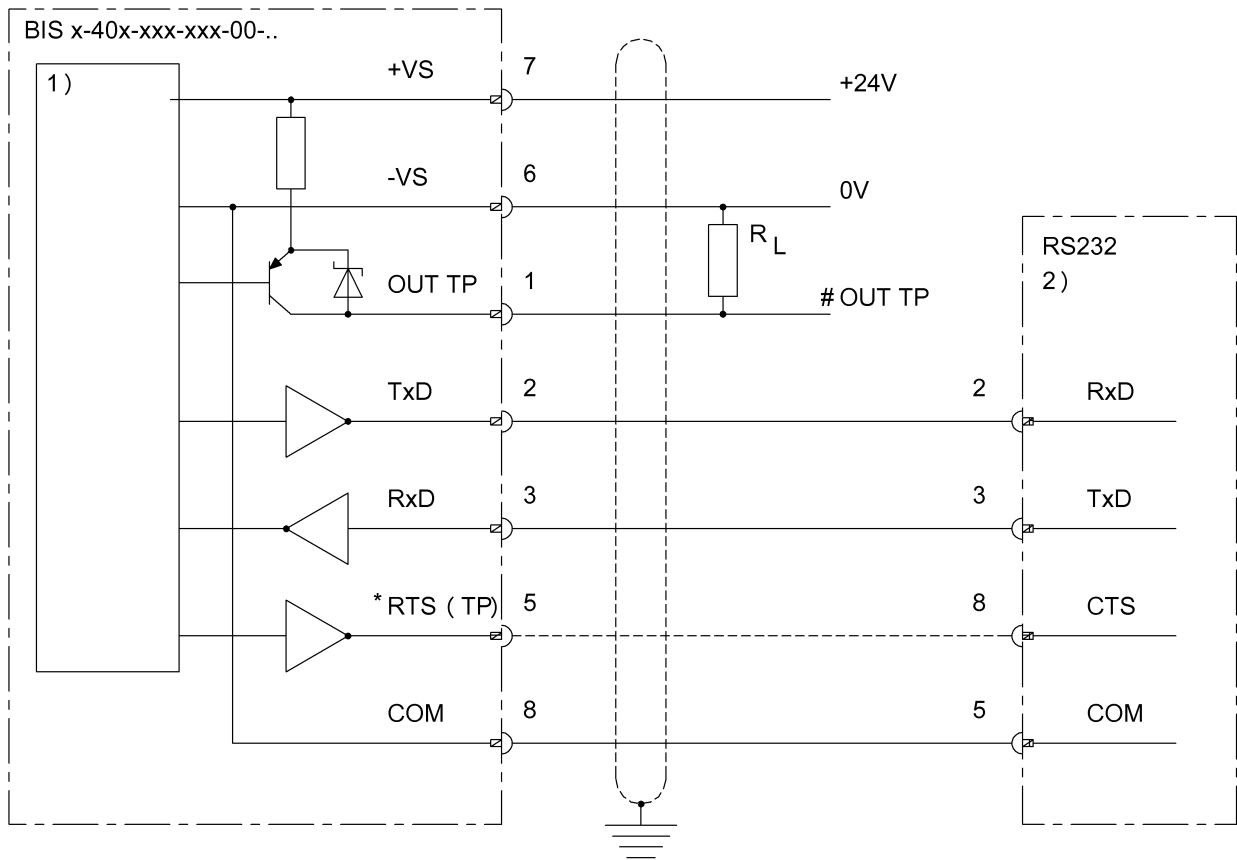 BIS x-40x-xxx-xxx-00-..
1)
+VS 7 +24V
-VS 6 0V
R L
RS232
2)
OUT TP 1 # OUT TP
TxD 2 2 RxD
RxD 3 3 TxD
* RTS ( TP) 5 8 CTS
COM 8 5 COM